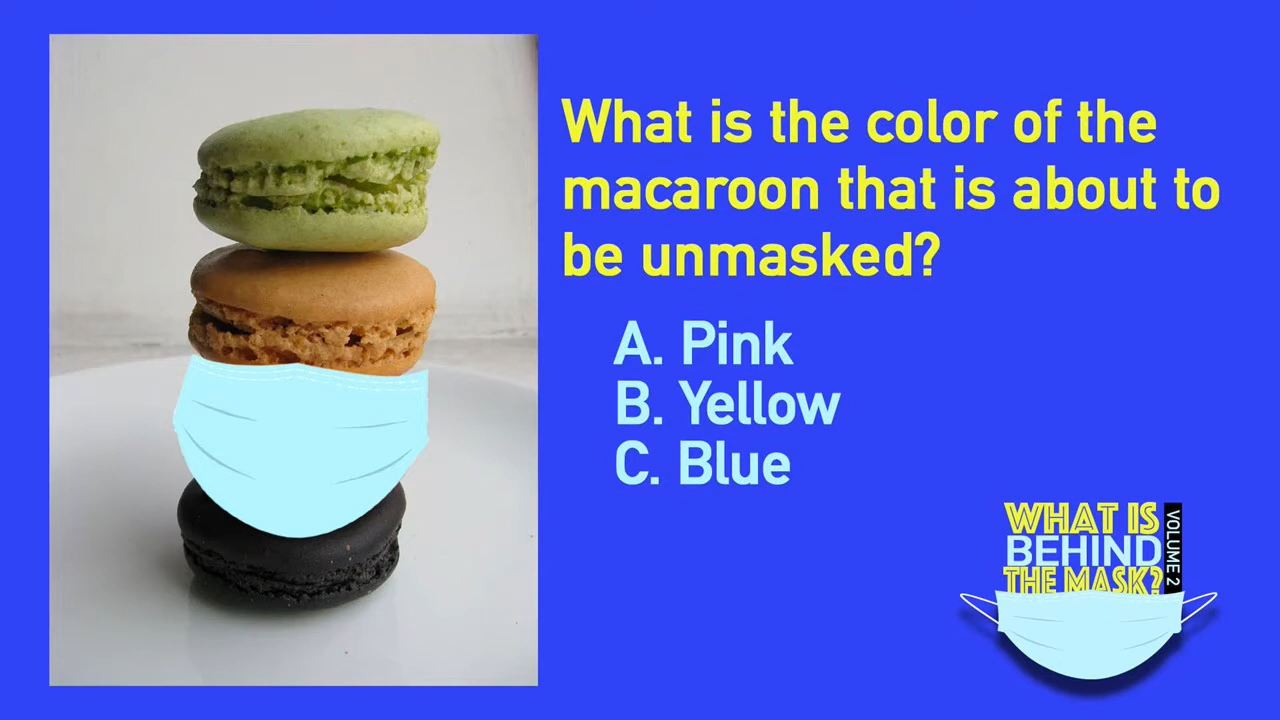 What is the color of the
macaroon that is about to
be unmasked?
A. Pink
B. Yellow
C. Blue
WHAT IS
BEHIND
THE MASK?
VOLUME 2